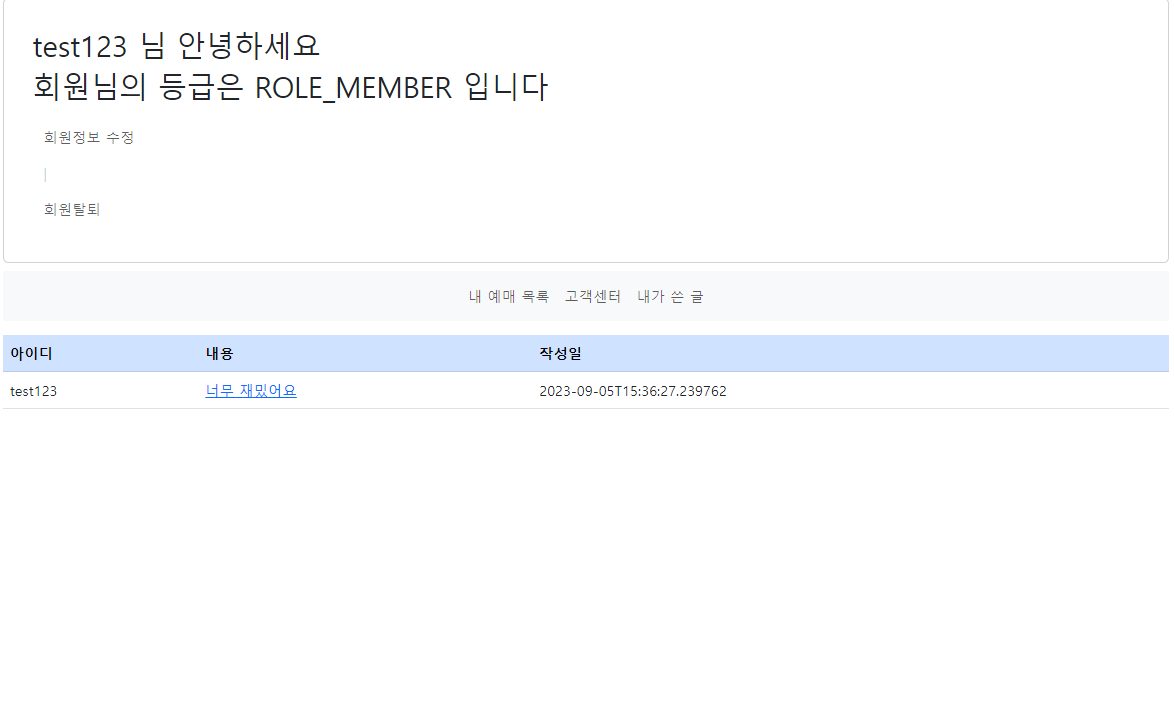 test123 님 안녕하세요
회원님의 등급은 ROLE_MEMBER 입니다
회원정보 수정
|
회원탈퇴
내 예매 목록 고객센터 내가 쓴 글
아이디 내용 작성일
test123 너무 재밌어요 2023-09-05T15:36:27.239762